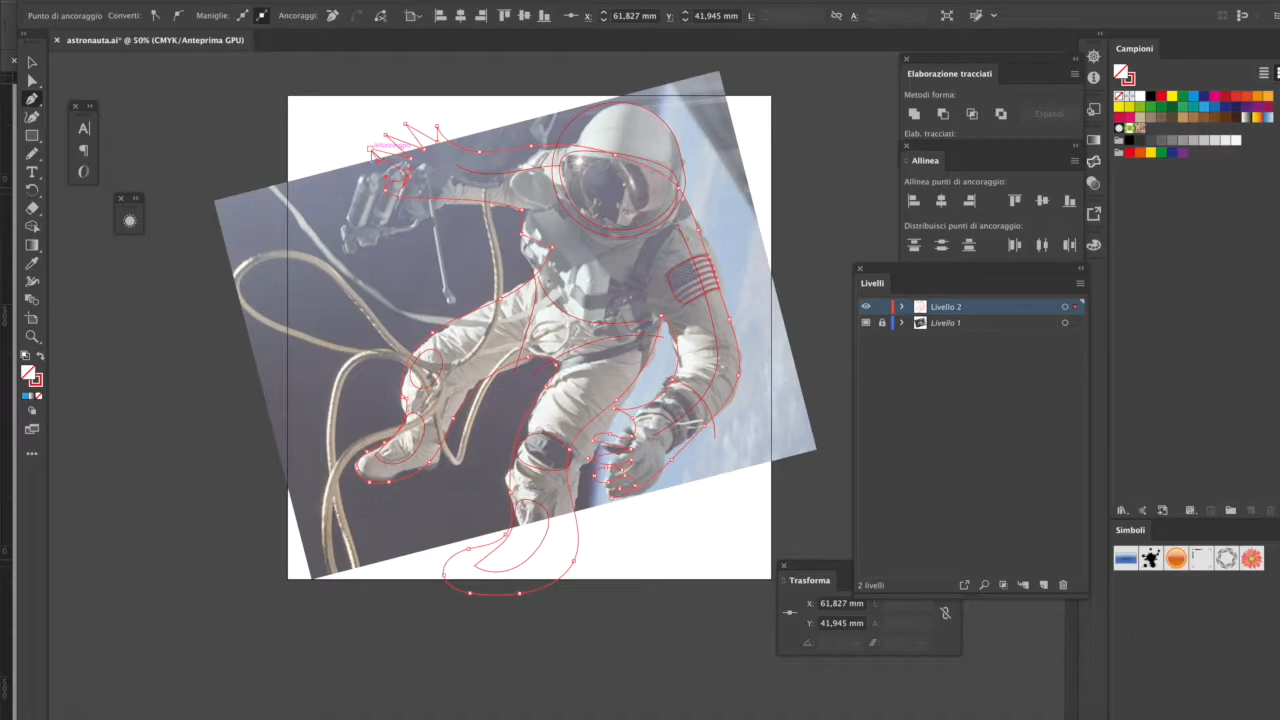 Punto di ancoraggio Converti: Maniglie: Ancoraggi: X: 61,827 mm Y: 41,945 mm L: A:
astronauta.ai* @ 50% (CMYK/Anteprima GPU)
Campioni
Elaborazione tracciati
Metodi forma:
Espandi
Elab. tracciati:
Allinea
Allinea punti di ancoraggio:
Distribuisci punti di ancoraggio:
Livelli
Livello 2
Livello 1
2 livelli
Simboli
Trasforma
X: 61,827 mm L:
Y: 41,945 mm A: